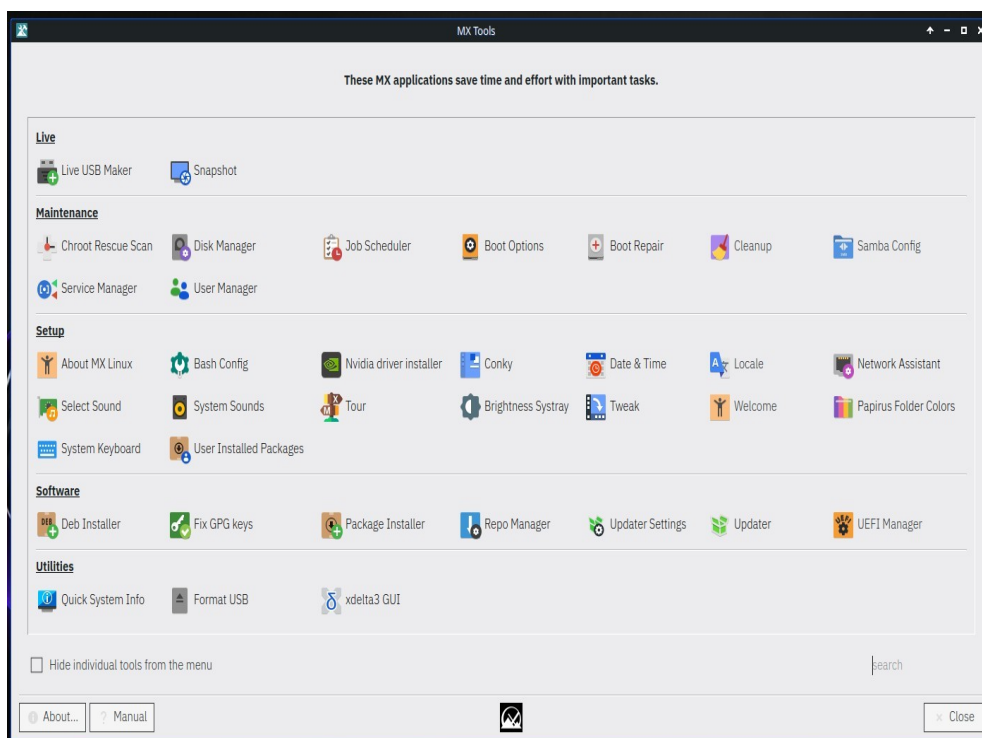 MX Tools
These MX applications save time and effort with important tasks.
Live
Live USB Maker Snapshot
Maintenance
Chroot Rescue Scan Disk Manager Job Scheduler Boot Options Boot Repair Cleanup Samba Config
Service Manager User Manager
Setup
About MX Linux Bash Config Nvidia driver installer Conky Date & Time Locale Network Assistant
Select Sound System Sounds Tour Brightness Systray Tweak Welcome Papirus Folder Colors
System Keyboard User Installed Packages
Software
Deb Installer Fix GPG keys Package Installer Repo Manager Updater Settings Updater UEFI Manager
Utilities
Quick System Info Format USB xdelta3 GUI
Hide individual tools from the menu search
About... ? Manual Close